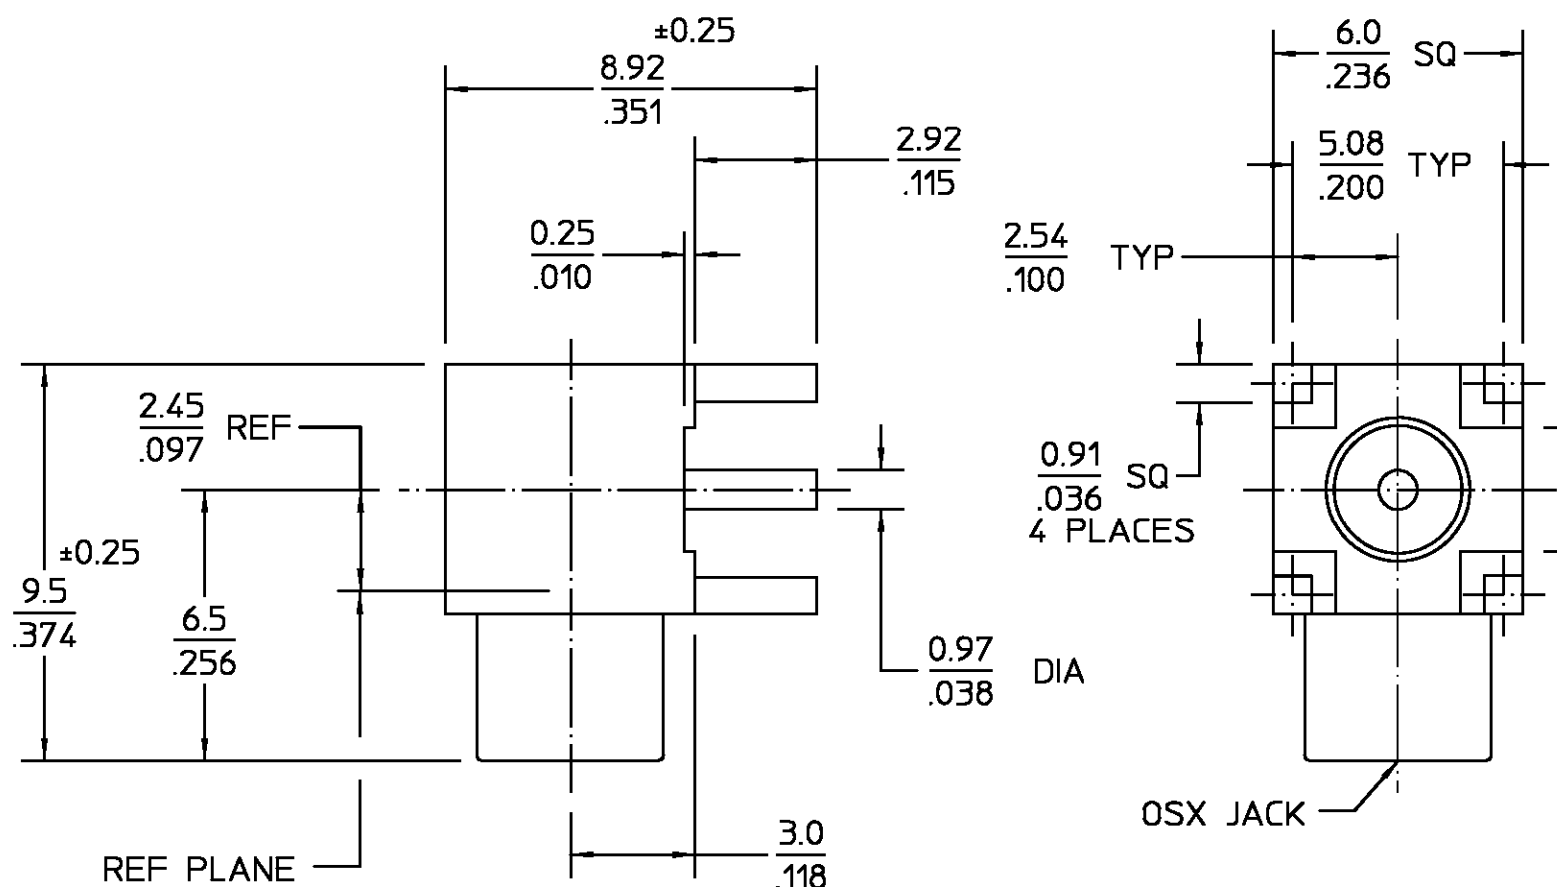 ±0.25
8.92
.351
2.92
.115
0.25
.010
2.45 REF
.097
±0.25
9.5
.374
6.5
.256
0.97 DIA
.038
REF PLANE
3.0
.118
6.0 SQ
.236
5.08 TYP
.200
2.54 TYP
.100
0.91 SQ
.036
4 PLACES
OSX JACK